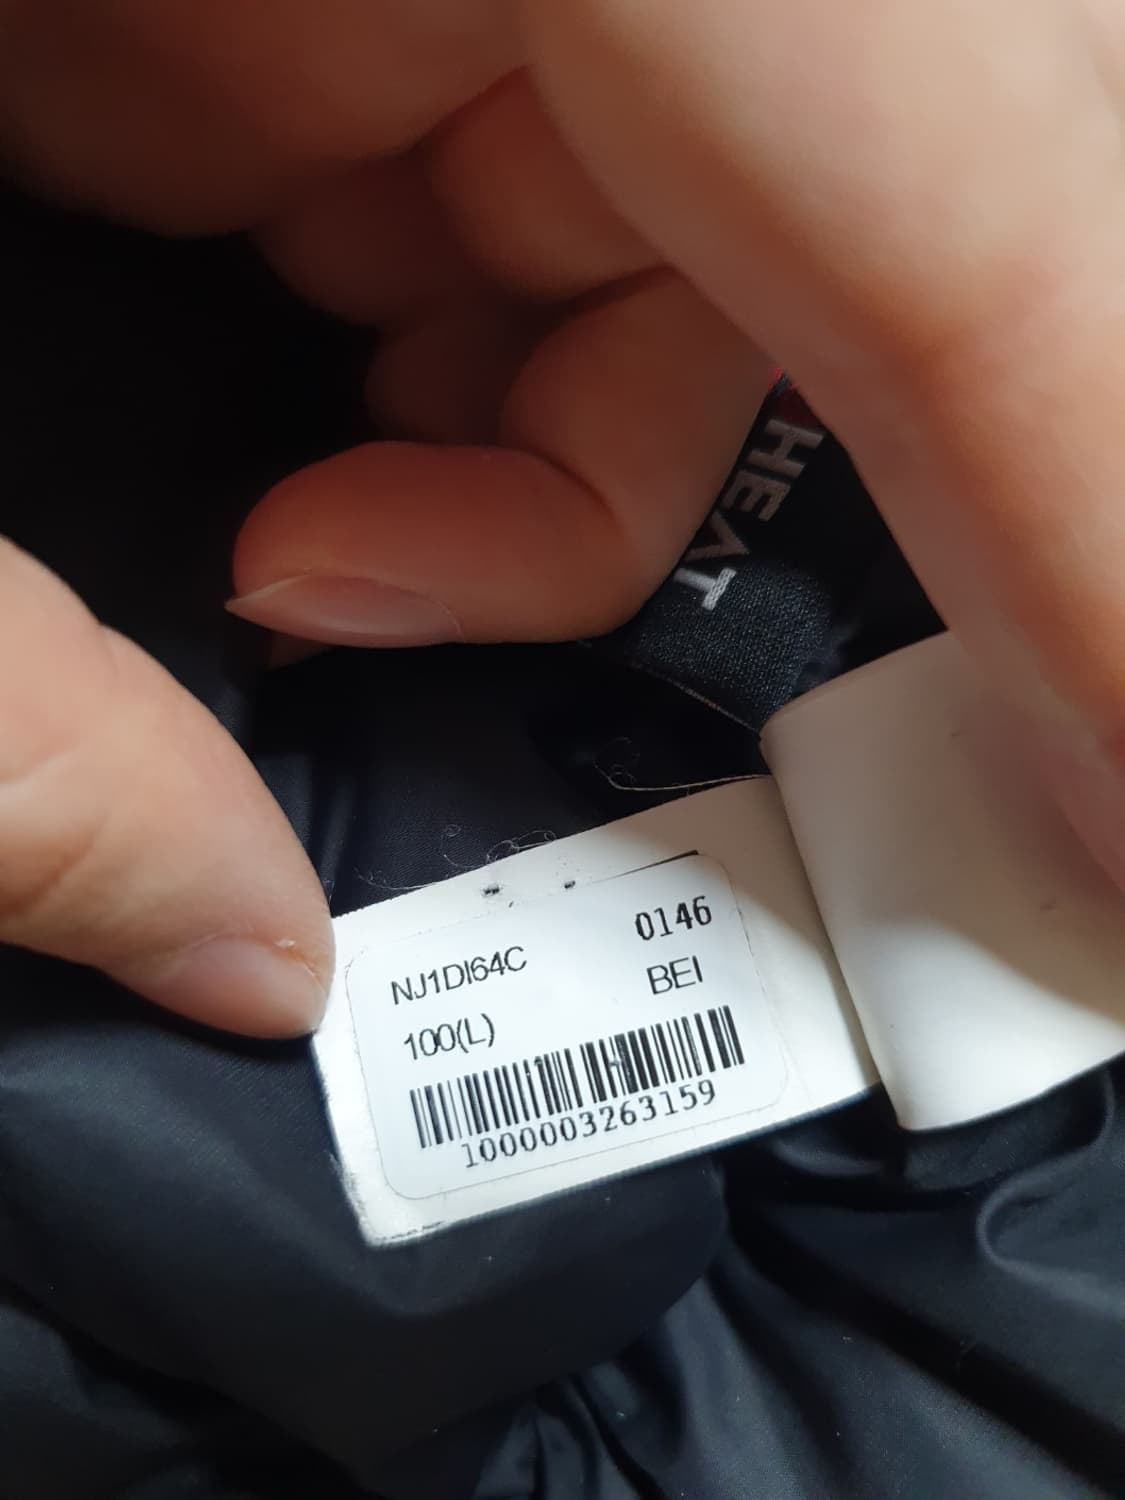 HEAT
NJ1DI64C 0146
100(L) BEI
1000003263159